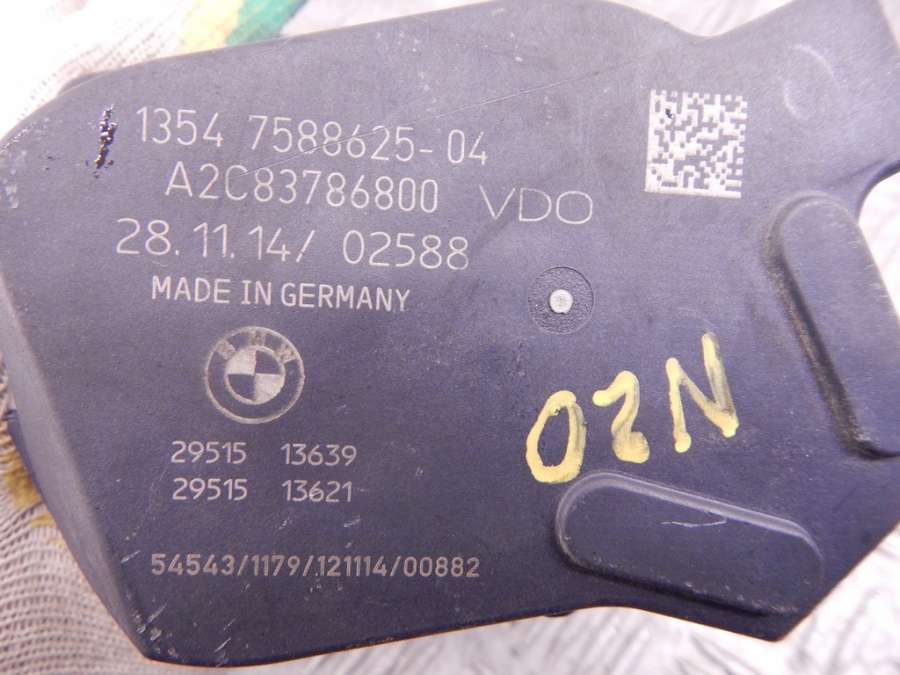 1354 7588625-04
A2C83786800 VDO
28.11.14/ 02588
MADE IN GERMANY
BMW
29515 13639
29515 13621
02N
54543/1179/121114/00882